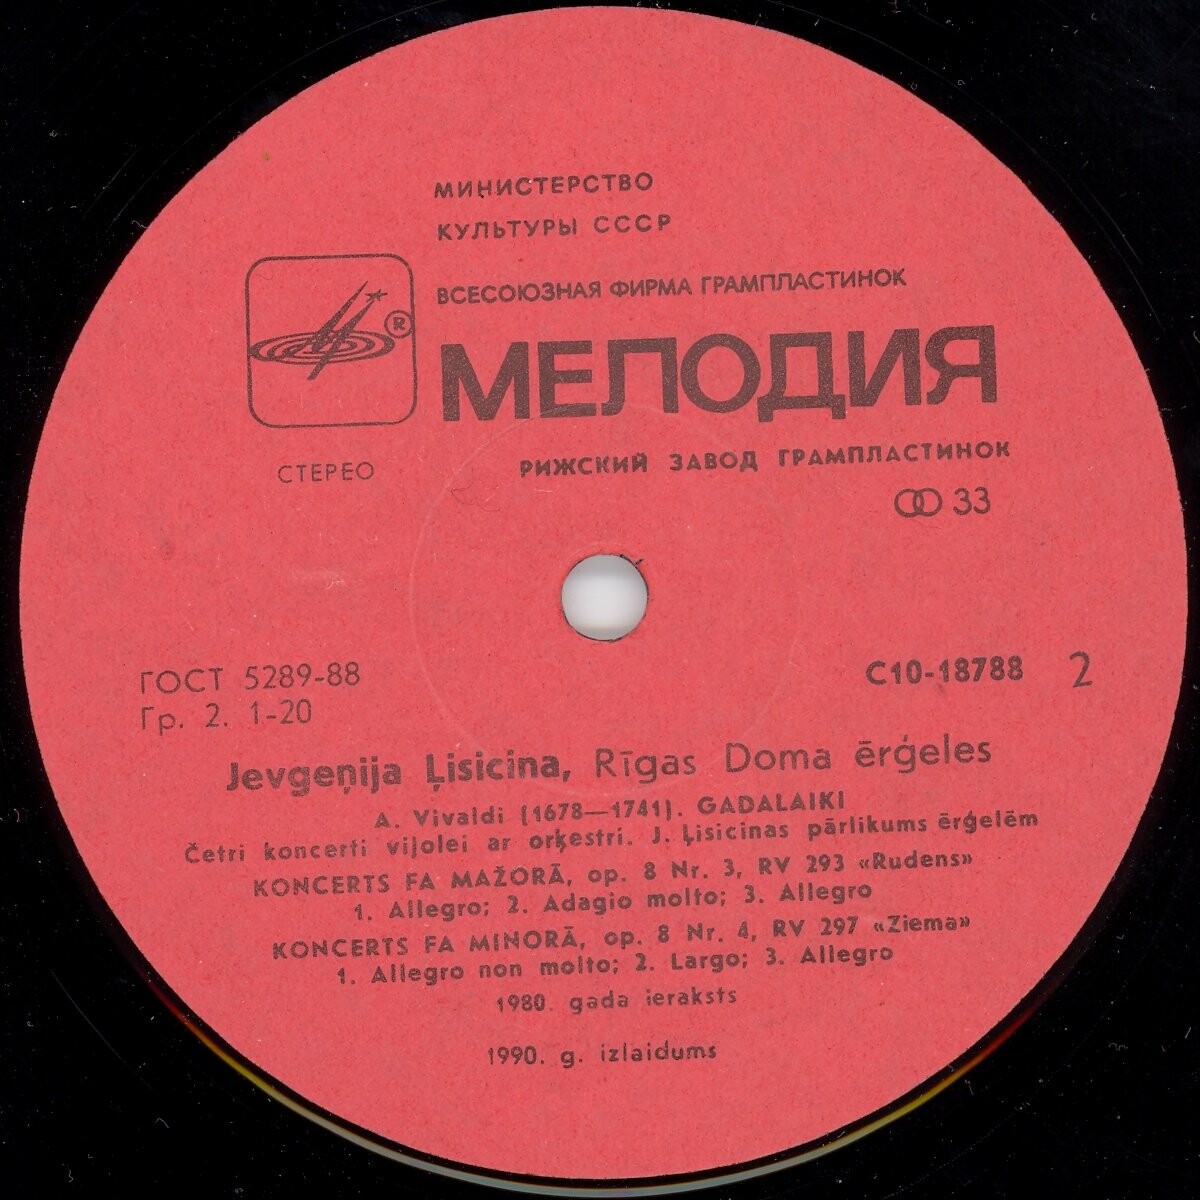 МИНИСТЕРСТВО
КУЛЬТУРЫ СССР
ВСЕСОЮЗНАЯ ФИРМА ГРАМПЛАСТИНОК
®
МЕЛОДИЯ
СТЕРЕО
РИЖСКИЙ ЗАВОД ГРАМПЛАСТИНОК
33
ГОСТ 5289-88
Гр. 2. 1-20
С10-18788 2
Jevgeņija Ļisicina, Rīgas Doma ērģeles
A. Vivaldi (1678—1741). GADALAIKI
Četri koncerti vijolei ar orķestri. J. Ļisicinas pārlikums ērģelēm
KONCERTS FA MAŽORĀ, op. 8 Nr. 3, RV 293 «Rudens»
1. Allegro; 2. Adagio molto; 3. Allegro
KONCERTS FA MINORĀ, op. 8 Nr. 4, RV 297 «Ziema»
1. Allegro non molto; 2. Largo; 3. Allegro
1980. gada ieraksts
1990. g. izlaidums